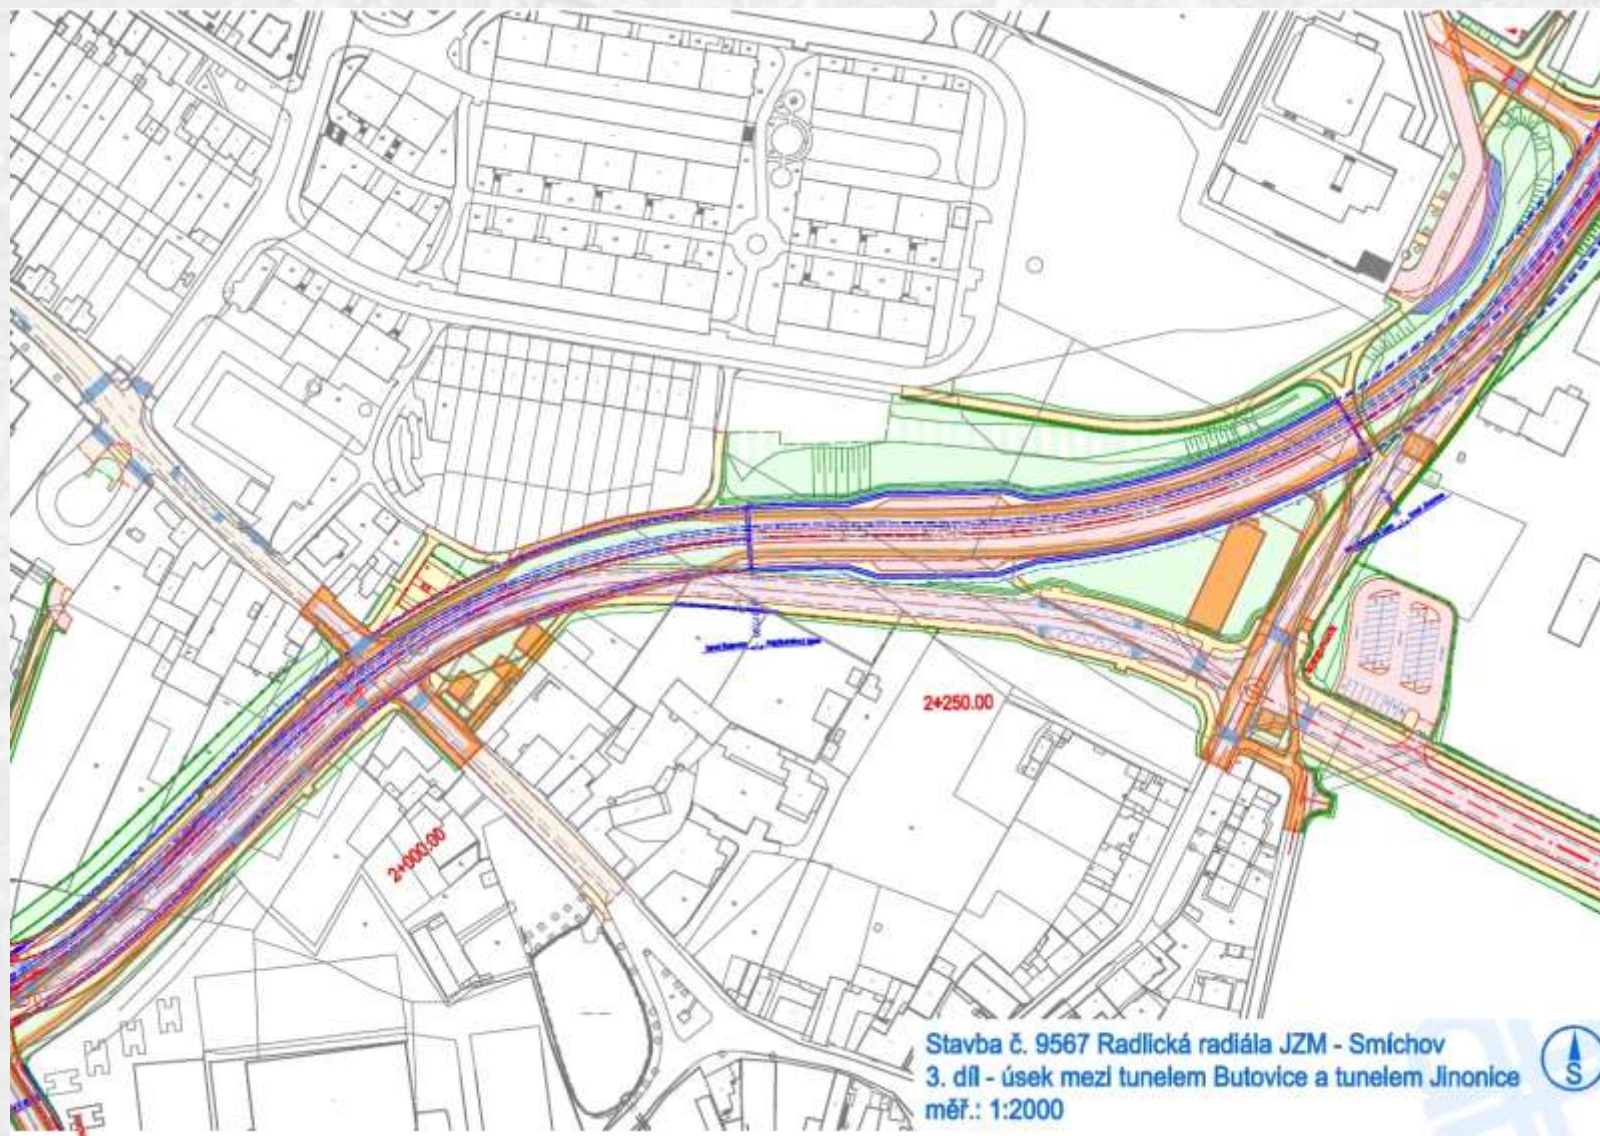 2+250.00
2+000.00
Stavba č. 9567 Radlická radiála JZM - Smíchov
3. díl - úsek mezi tunelem Butovice a tunelem Jinonice
měř.: 1:2000
S